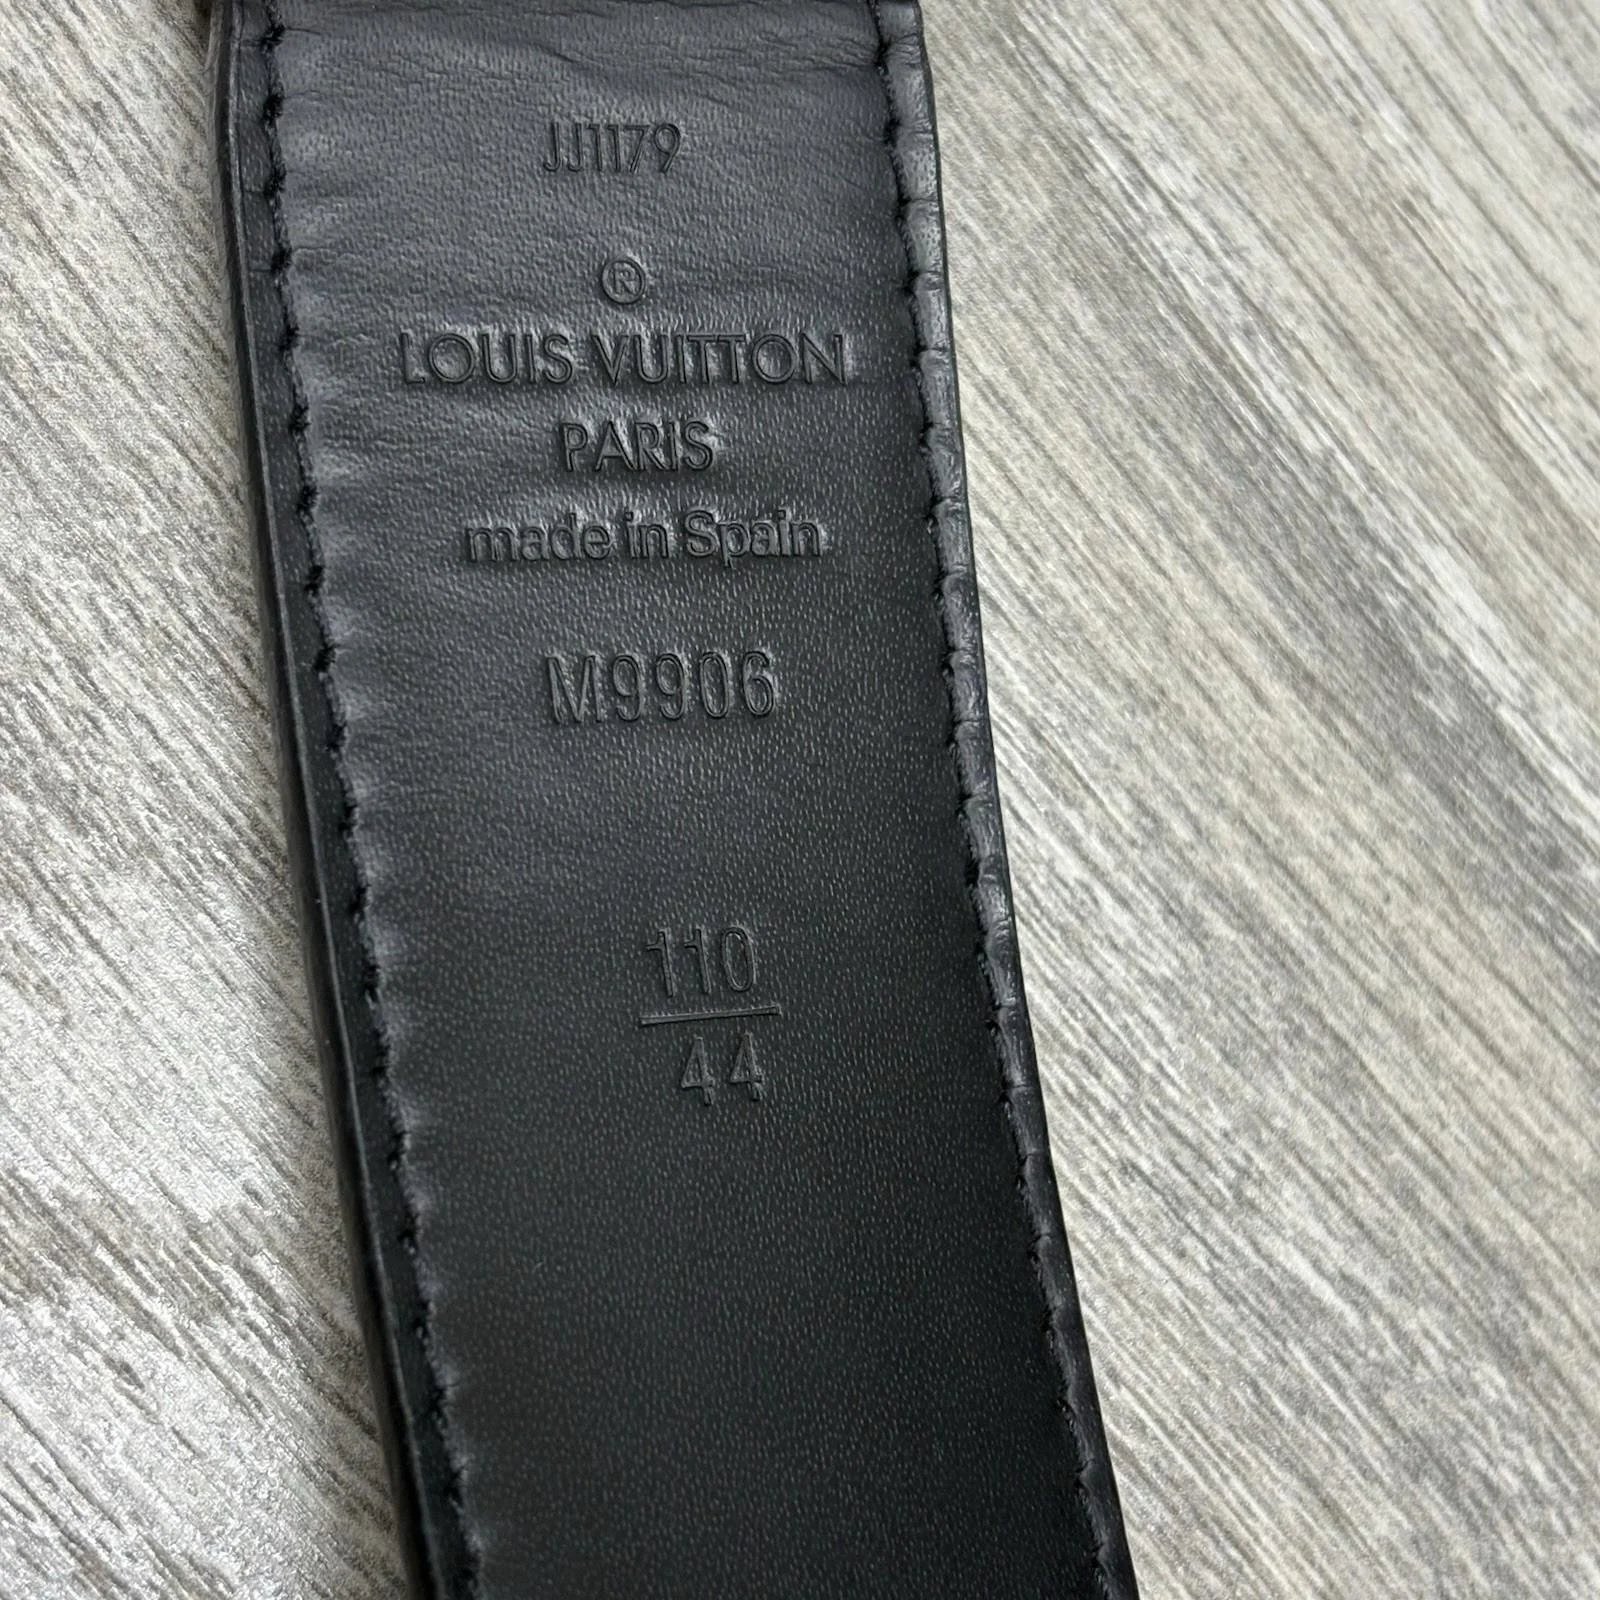 JJ1179
®
LOUIS VUITTON
PARIS
made in Spain
M9906
110
44